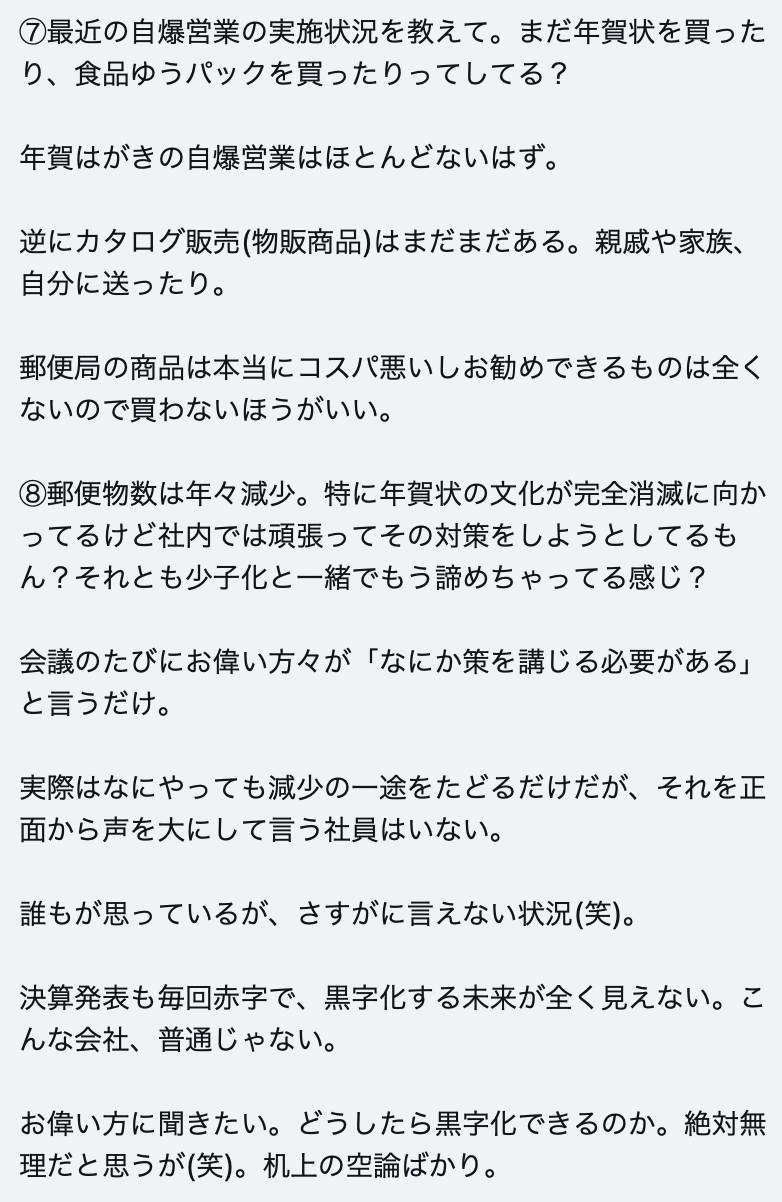 ⑦最近の自爆営業の実施状況を教えて。まだ年賀状を買った
り、食品ゆうパックを買ったりってしてる？
年賀はがきの自爆営業はほとんどないはず。
逆にカタログ販売(物販商品)はまだまだある。親戚や家族、
自分に送ったり。
郵便局の商品は本当にコスパ悪いしお勧めできるものは全く
ないので買わないほうがいい。
⑧郵便物数は年々減少。特に年賀状の文化が完全消滅に向か
ってるけど社内では頑張ってその対策をしようとしてるも
ん？それとも少子化と一緒でもう諦めちゃってる感じ？
会議のたびにお偉い方々が「なにか策を講じる必要がある」
と言うだけ。
実際はなにやっても減少の一途をたどるだけだが、それを正
面から声を大にして言う社員はいない。
誰もが思っているが、さすがに言えない状況(笑)。
決算発表も毎回赤字で、黒字化する未来が全く見えない。こ
んな会社、普通じゃない。
お偉い方に聞きたい。どうしたら黒字化できるのか。絶対無
理だと思うが(笑)。机上の空論ばかり。